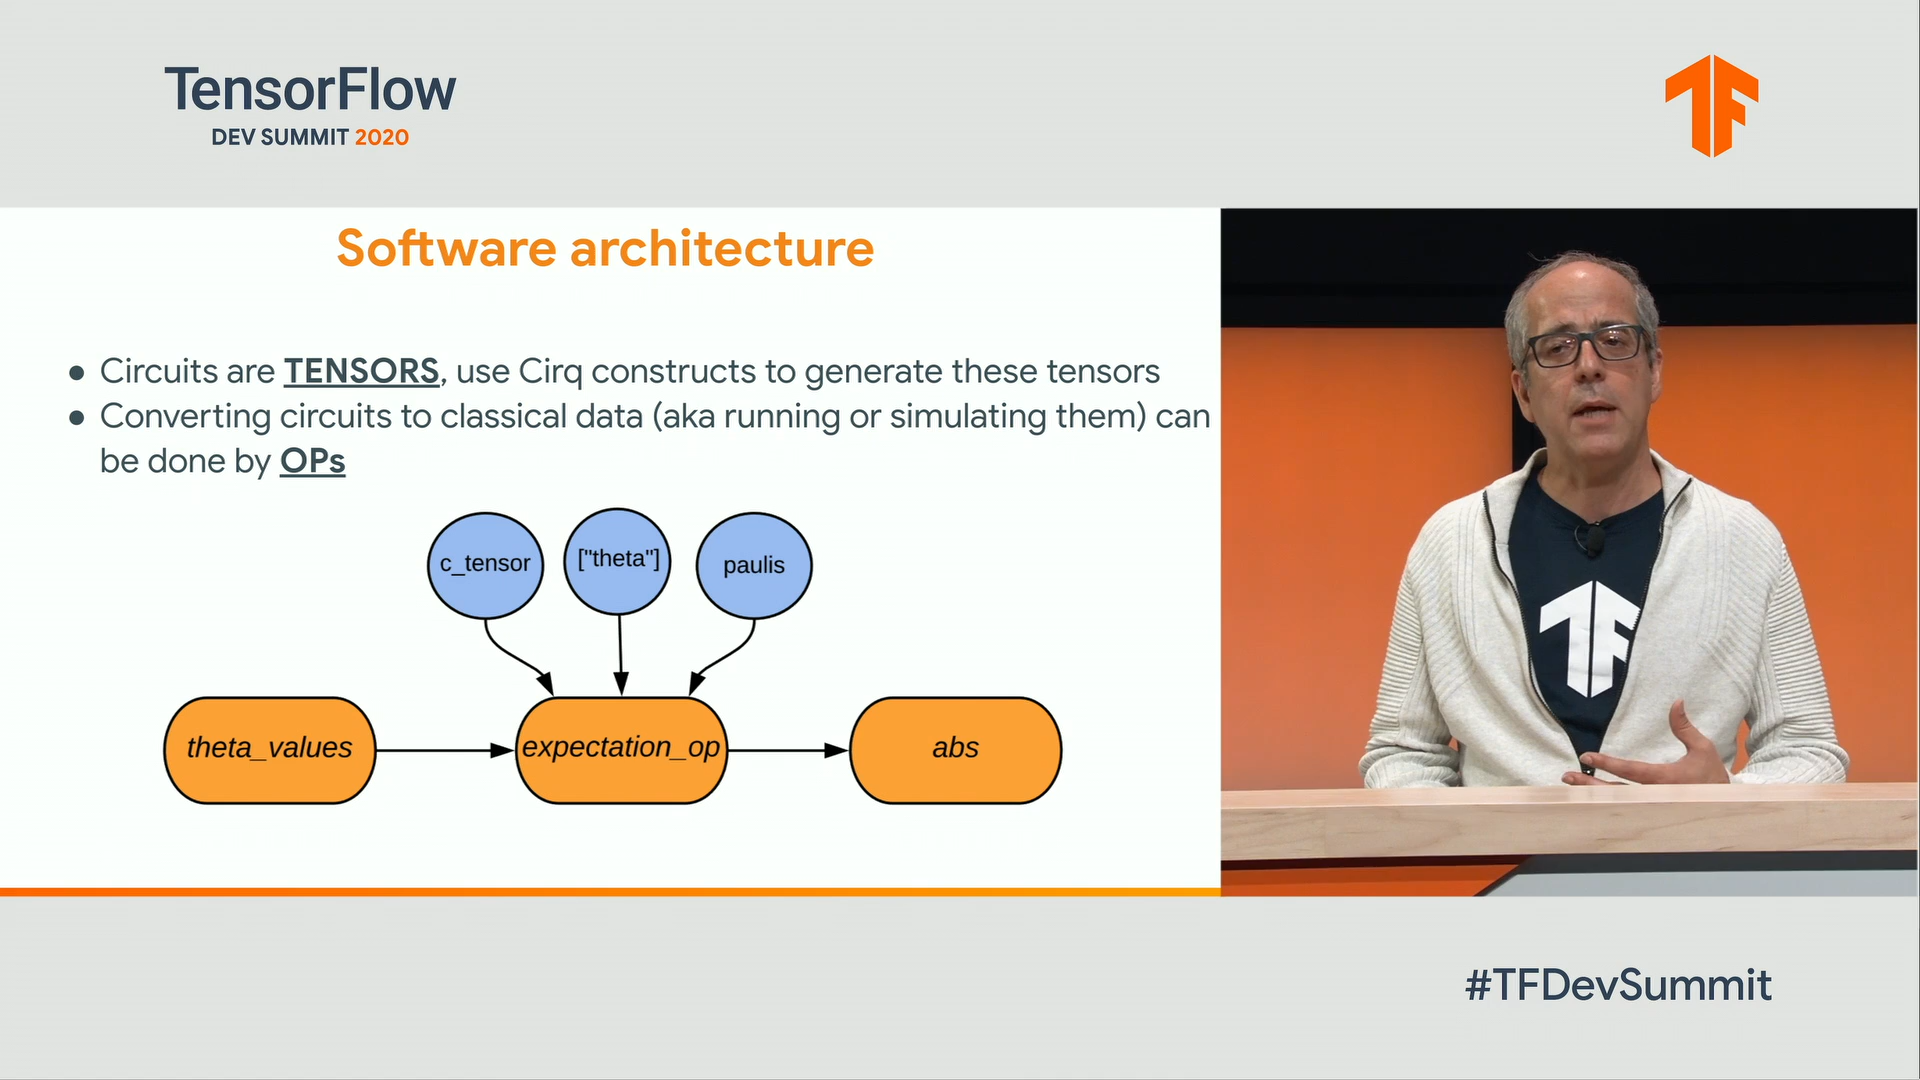 TensorFlow
DEV SUMMIT 2020
Software architecture
● Circuits are TENSORS, use Cirq constructs to generate these tensors
● Converting circuits to classical data (aka running or simulating them) can
be done by OPs
c_tensor
["theta"]
paulis
theta_values
expectation_op
abs
#TFDevSummit